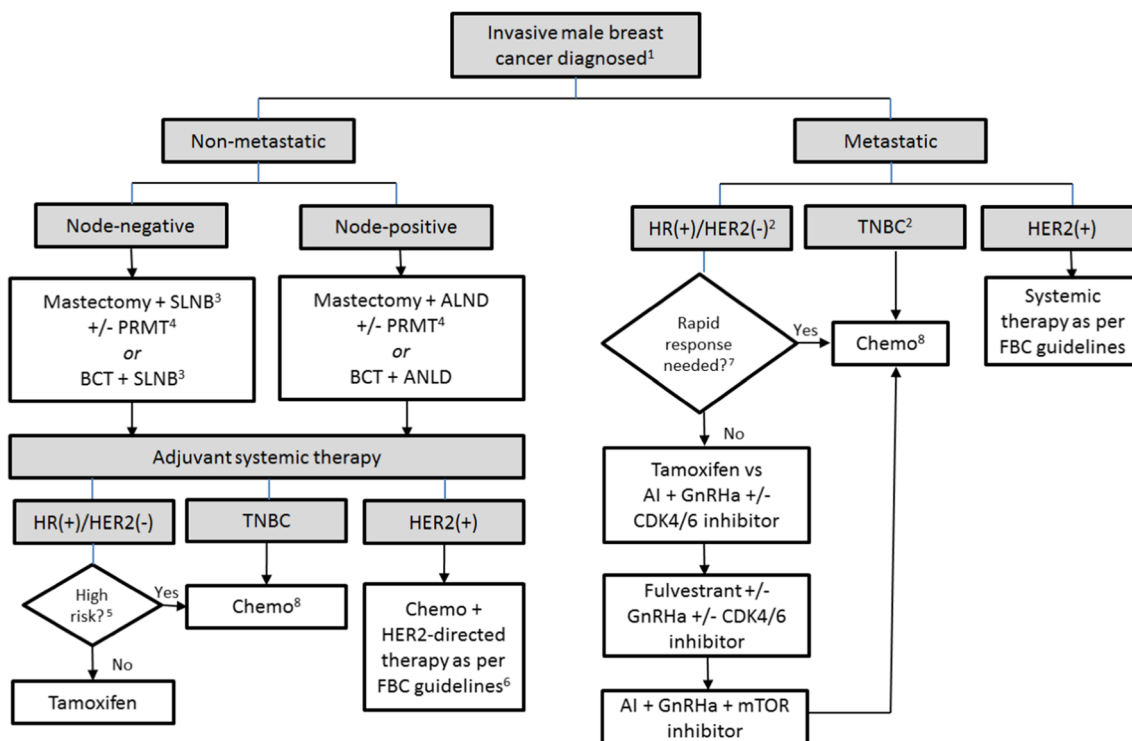 Invasive male breast
cancer diagnosed¹
Non-metastatic
Metastatic
Node-negative
Node-positive
HR(+)/HER2(-)²
TNBC²
HER2(+)
Mastectomy + SLNB³
+/- PRMT⁴
or
BCT + SLNB³
Mastectomy + ALND
+/- PRMT⁴
or
BCT + ANLD
Rapid
response
needed?⁷
Yes
Chemo⁸
Systemic
therapy as per
FBC guidelines
No
Adjuvant systemic therapy
Tamoxifen vs
AI + GnRHa +/-
CDK4/6 inhibitor
HR(+)/HER2(-)
TNBC
HER2(+)
High
risk?⁵
Yes
Chemo⁸
Chemo +
HER2-directed
therapy as per
FBC guidelines⁶
No
Tamoxifen
Fulvestrant +/-
GnRHa +/- CDK4/6
inhibitor
AI + GnRHa + mTOR
inhibitor